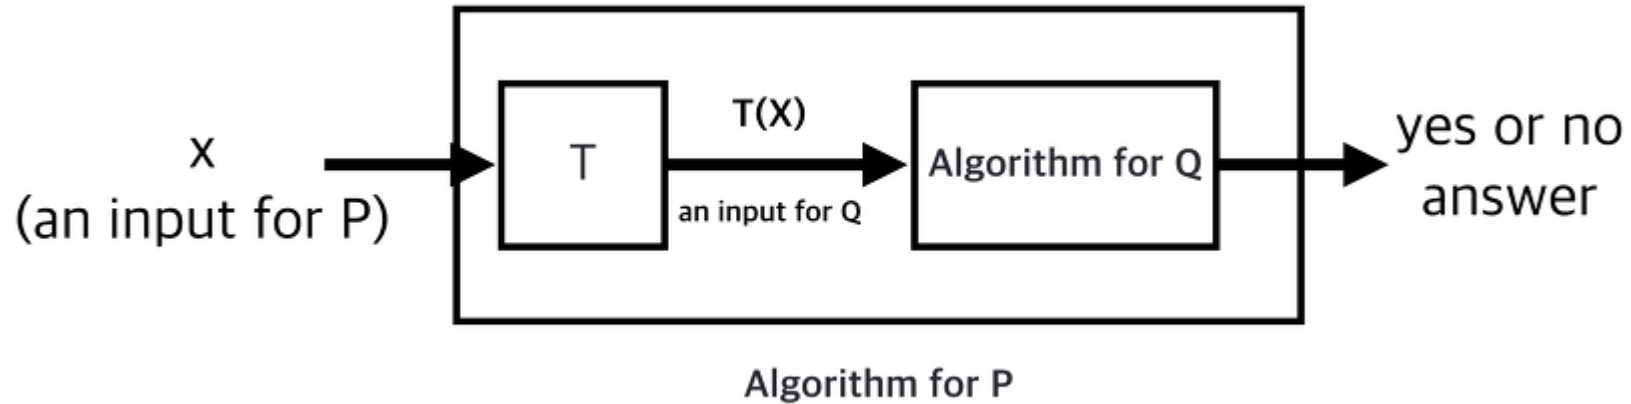 x
(an input for P)
T
T(X)
an input for Q
Algorithm for Q
yes or no
answer
Algorithm for P